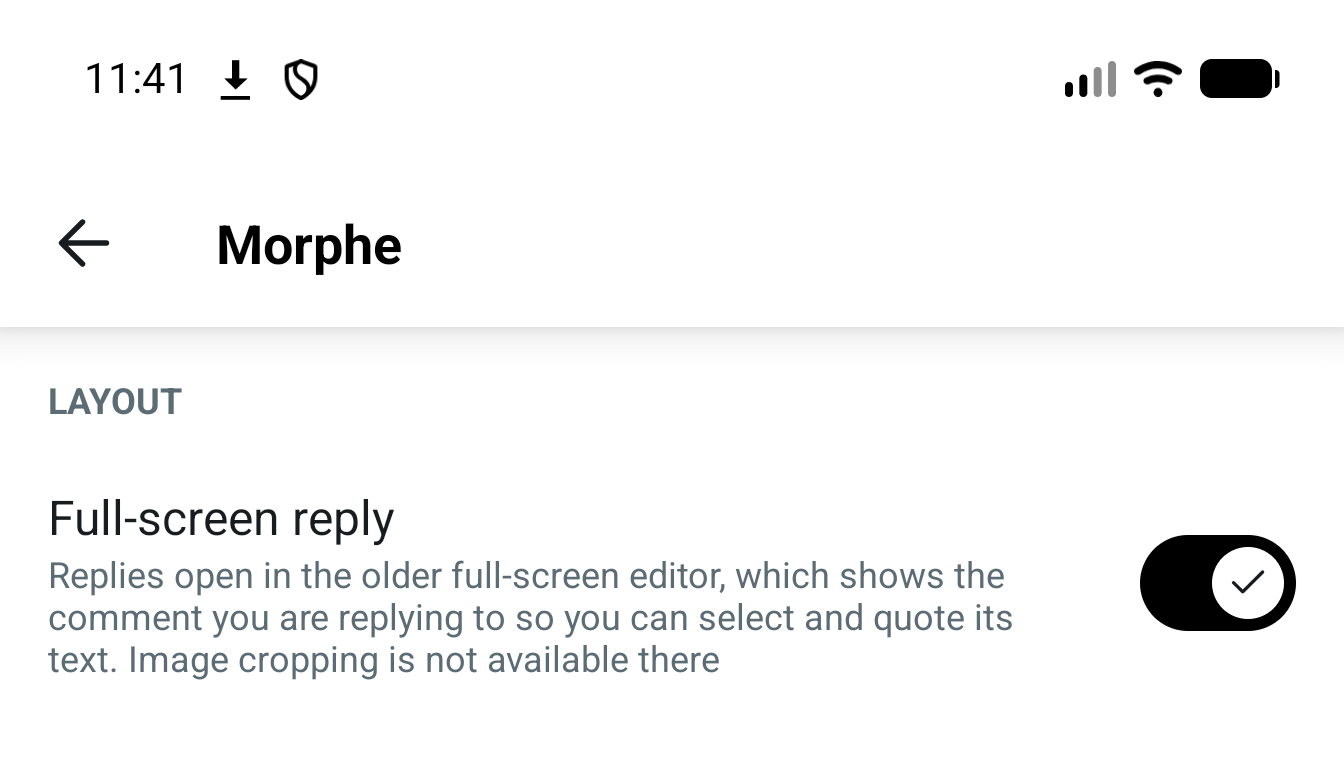 11:41
Morphe
LAYOUT
Full-screen reply
Replies open in the older full-screen editor, which shows the
comment you are replying to so you can select and quote its
text. Image cropping is not available there